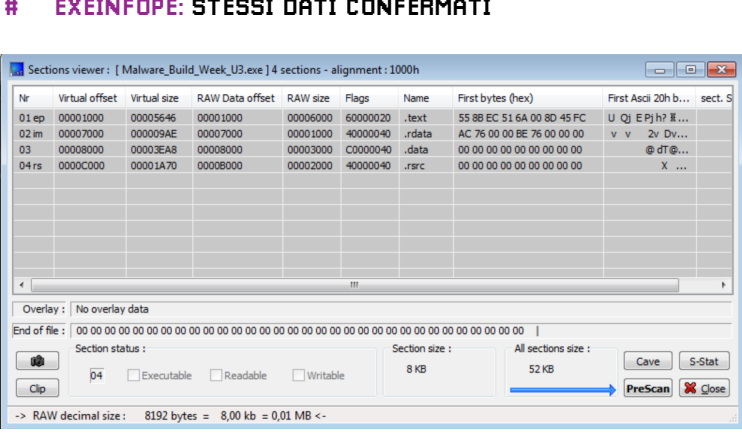 # EXEINFOPE: STESSI DATI CONFERMATI
Sections viewer : [ Malware_Build_Week_U3.exe ] 4 sections - alignment : 1000h
Nr Virtual offset Virtual size RAW Data offset RAW size Flags Name First bytes (hex) First Ascii 20h b... sect. S
01 ep 00001000 00005646 00001000 00006000 60000020 .text 55 8B EC 51 6A 00 8D 45 FC U Qj E Pj h?
02 im 00007000 000009AE 00007000 00001000 40000040 .rdata AC 76 00 00 BE 76 00 00 00 v v 2v Dv...
03 00008000 00003EA8 00008000 00003000 C0000040 .data 00 00 00 00 00 00 00 00 00 @ dT@...
04 rs 0000C000 00001A70 0000B000 00002000 40000040 .rsrc 00 00 00 00 00 00 00 00 00 X ...
Overlay : No overlay data
End of file : 00 00 00 00 00 00 00 00 00 00 00 00 00 00 00 00 00 00 00 00 00 00 00 00 00 00 00 00 00 00 00 00 |
Section status : Section size : All sections size :
04 Executable Readable Writable 8 KB 52 KB Cave S-Stat
Clip PreScan Close
-> RAW decimal size : 8192 bytes = 8,00 kb = 0,01 MB <-